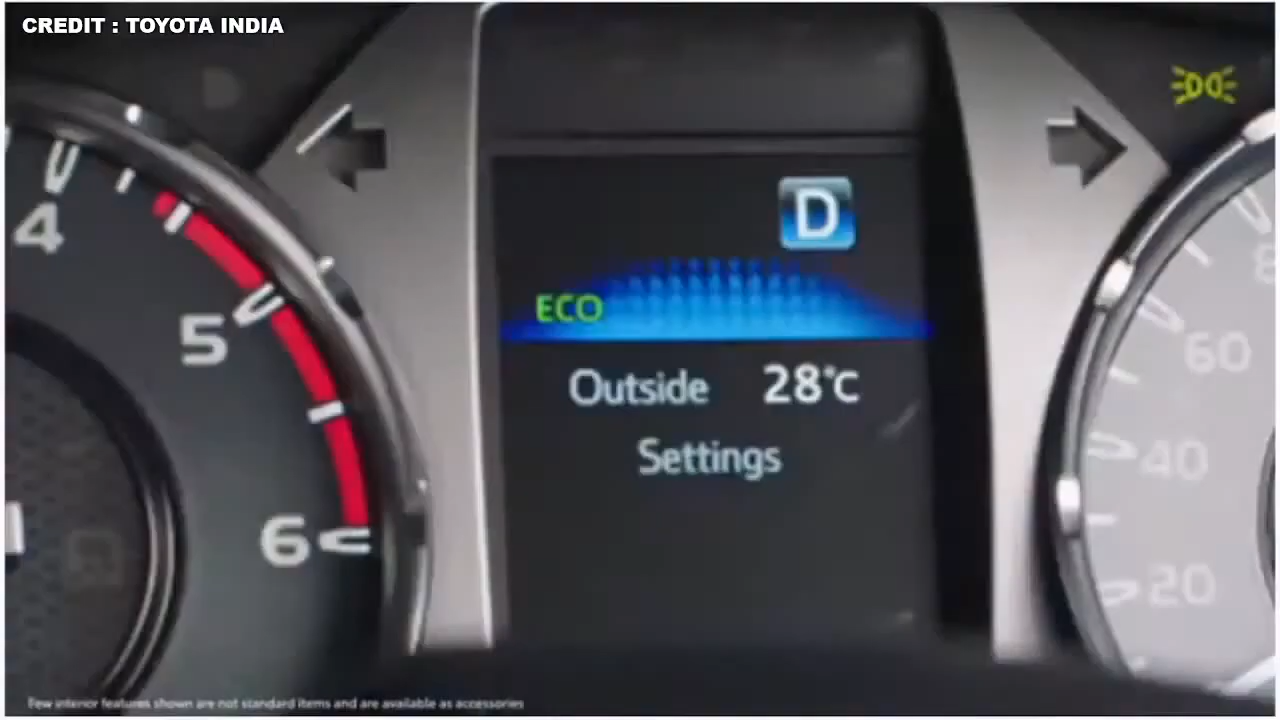 CREDIT : TOYOTA INDIA
D
ECO
Outside 28°C
Settings
4
5
6
8
60
40
20
Few interior features shown are not standard items and are available as accessories